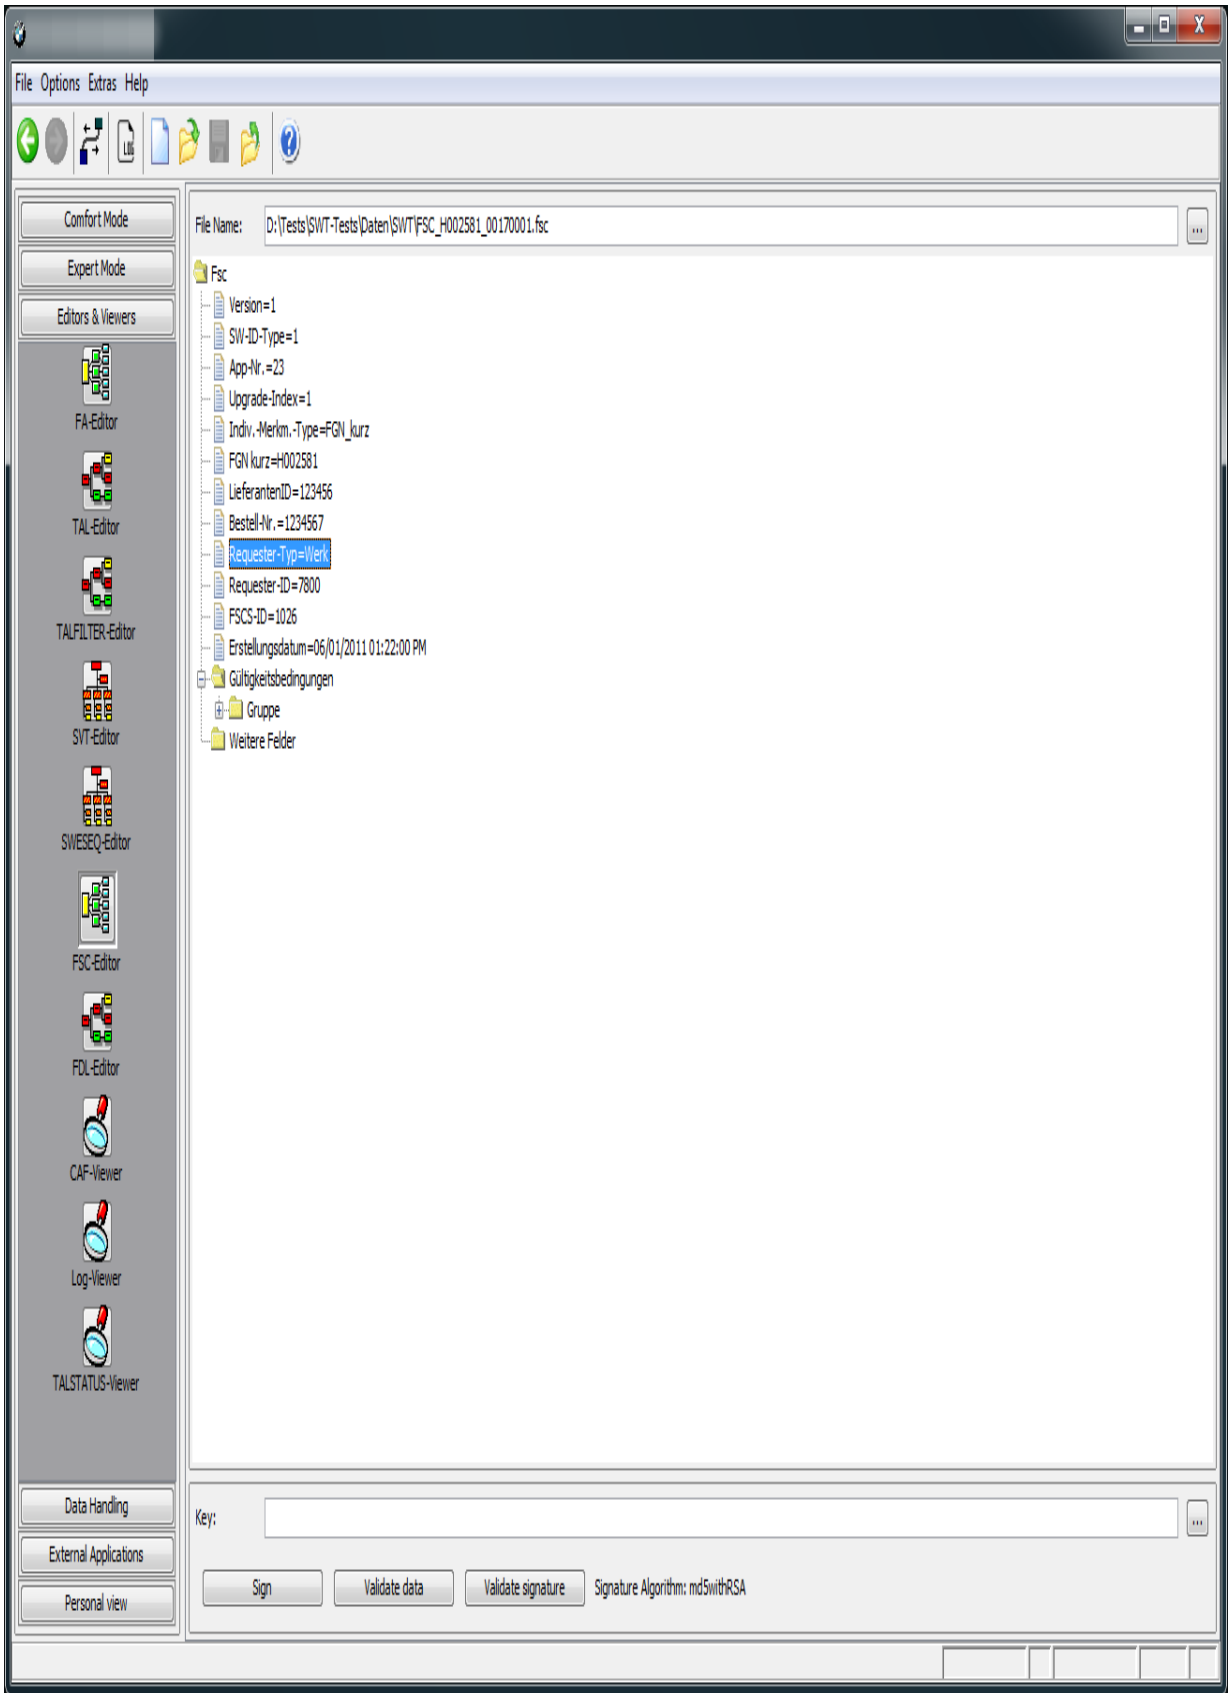 File Options Extras Help
LOG
Comfort Mode
Expert Mode
Editors & Viewers
FA-Editor
TAL-Editor
TALFILTER-Editor
SVT-Editor
SWESEQ-Editor
FSC-Editor
FDL-Editor
CAF-Viewer
Log-Viewer
TALSTATUS-Viewer
Data Handling
External Applications
Personal view
File Name: D:\Tests\SWT-Tests\Daten\SWT\FSC_H002581_00170001.fsc ...
Fsc
Version=1
SW-ID-Type=1
App-Nr.=23
Upgrade-Index=1
Indiv.-Merkm.-Type=FGN_kurz
FGN kurz=H002581
LieferantenID=123456
Bestell-Nr.=1234567
Requester-Typ=Werk
Requester-ID=7800
FSCS-ID=1026
Erstellungsdatum=06/01/2011 01:22:00 PM
Gültigkeitsbedingungen
Gruppe
Weitere Felder
Key: ...
Sign Validate data Validate signature Signature Algorithm: md5withRSA